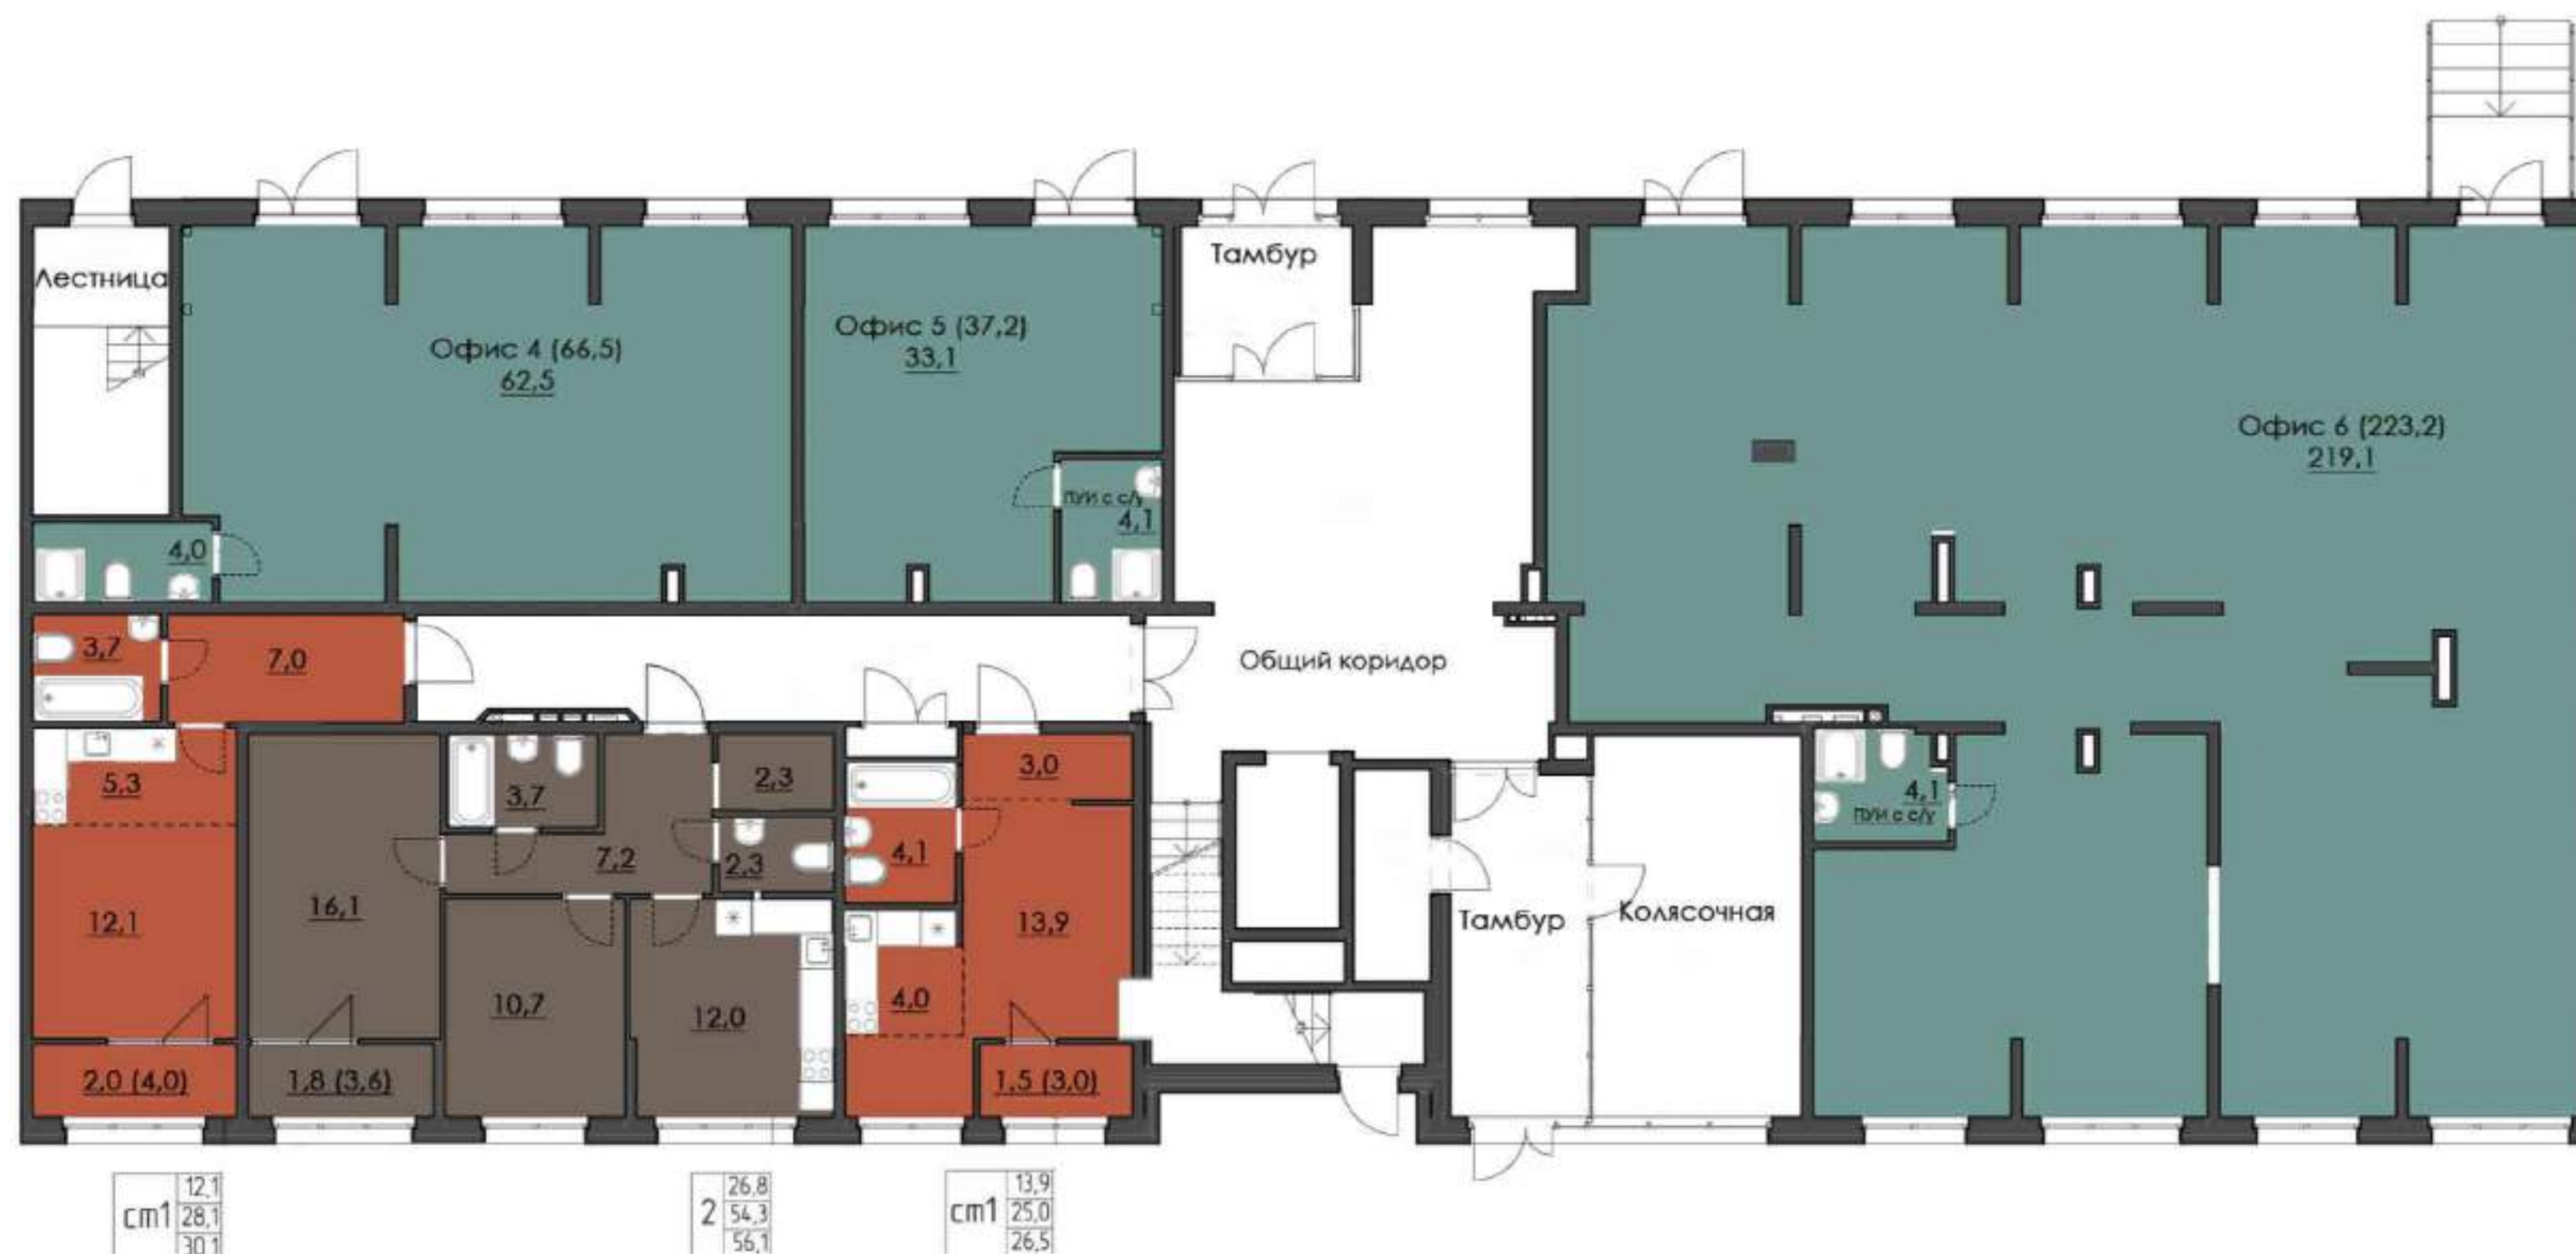 Тамбур
Лестница
Офис 4 (66,5)
62,5
Офис 5 (37,2)
33,1
Офис 6 (223,2)
219,1
ПУИ с с/у
4,1
4,0
3,7
7,0
Общий коридор
5,3
12,1
16,1
3,7
2,3
7,2
2,3
3,0
4,1
13,9
4,1
ПУИ с с/у
10,7
12,0
4,0
Тамбур
Колясочная
2,0 (4,0)
1,8 (3,6)
1,5 (3,0)
ст1
12,1
28,1
30,1
2
26,8
54,3
56,1
ст1
13,9
25,0
26,5